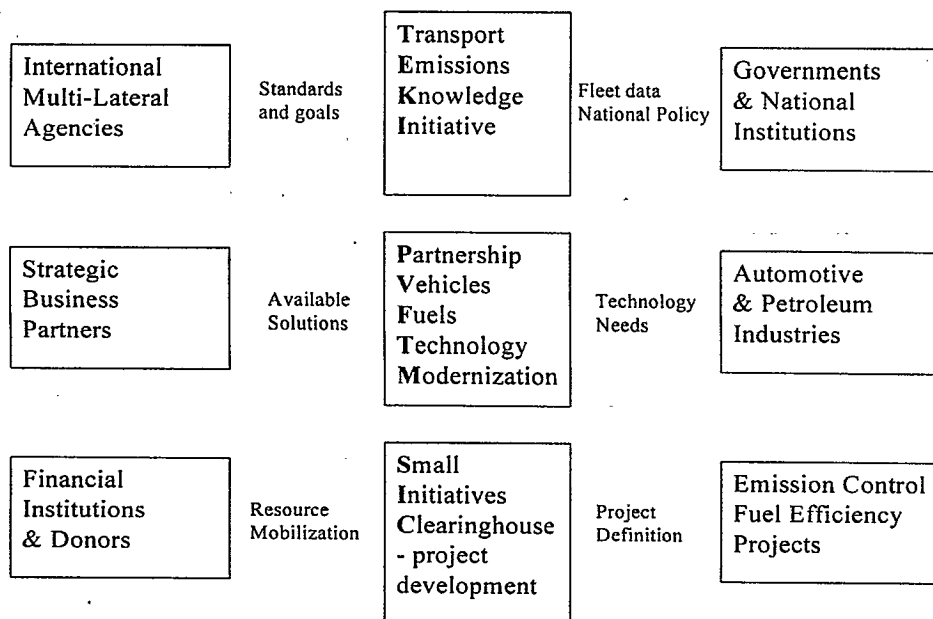 International
Multi-Lateral
Agencies
Standards
and goals
Transport
Emissions
Knowledge
Initiative
Fleet data
National Policy
Governments
& National
Institutions
Strategic
Business
Partners
Available
Solutions
Partnership
Vehicles
Fuels
Technology
Modernization
Technology
Needs
Automotive
& Petroleum
Industries
Financial
Institutions
& Donors
Resource
Mobilization
Small
Initiatives
Clearinghouse
- project
development
Project
Definition
Emission Control
Fuel Efficiency
Projects